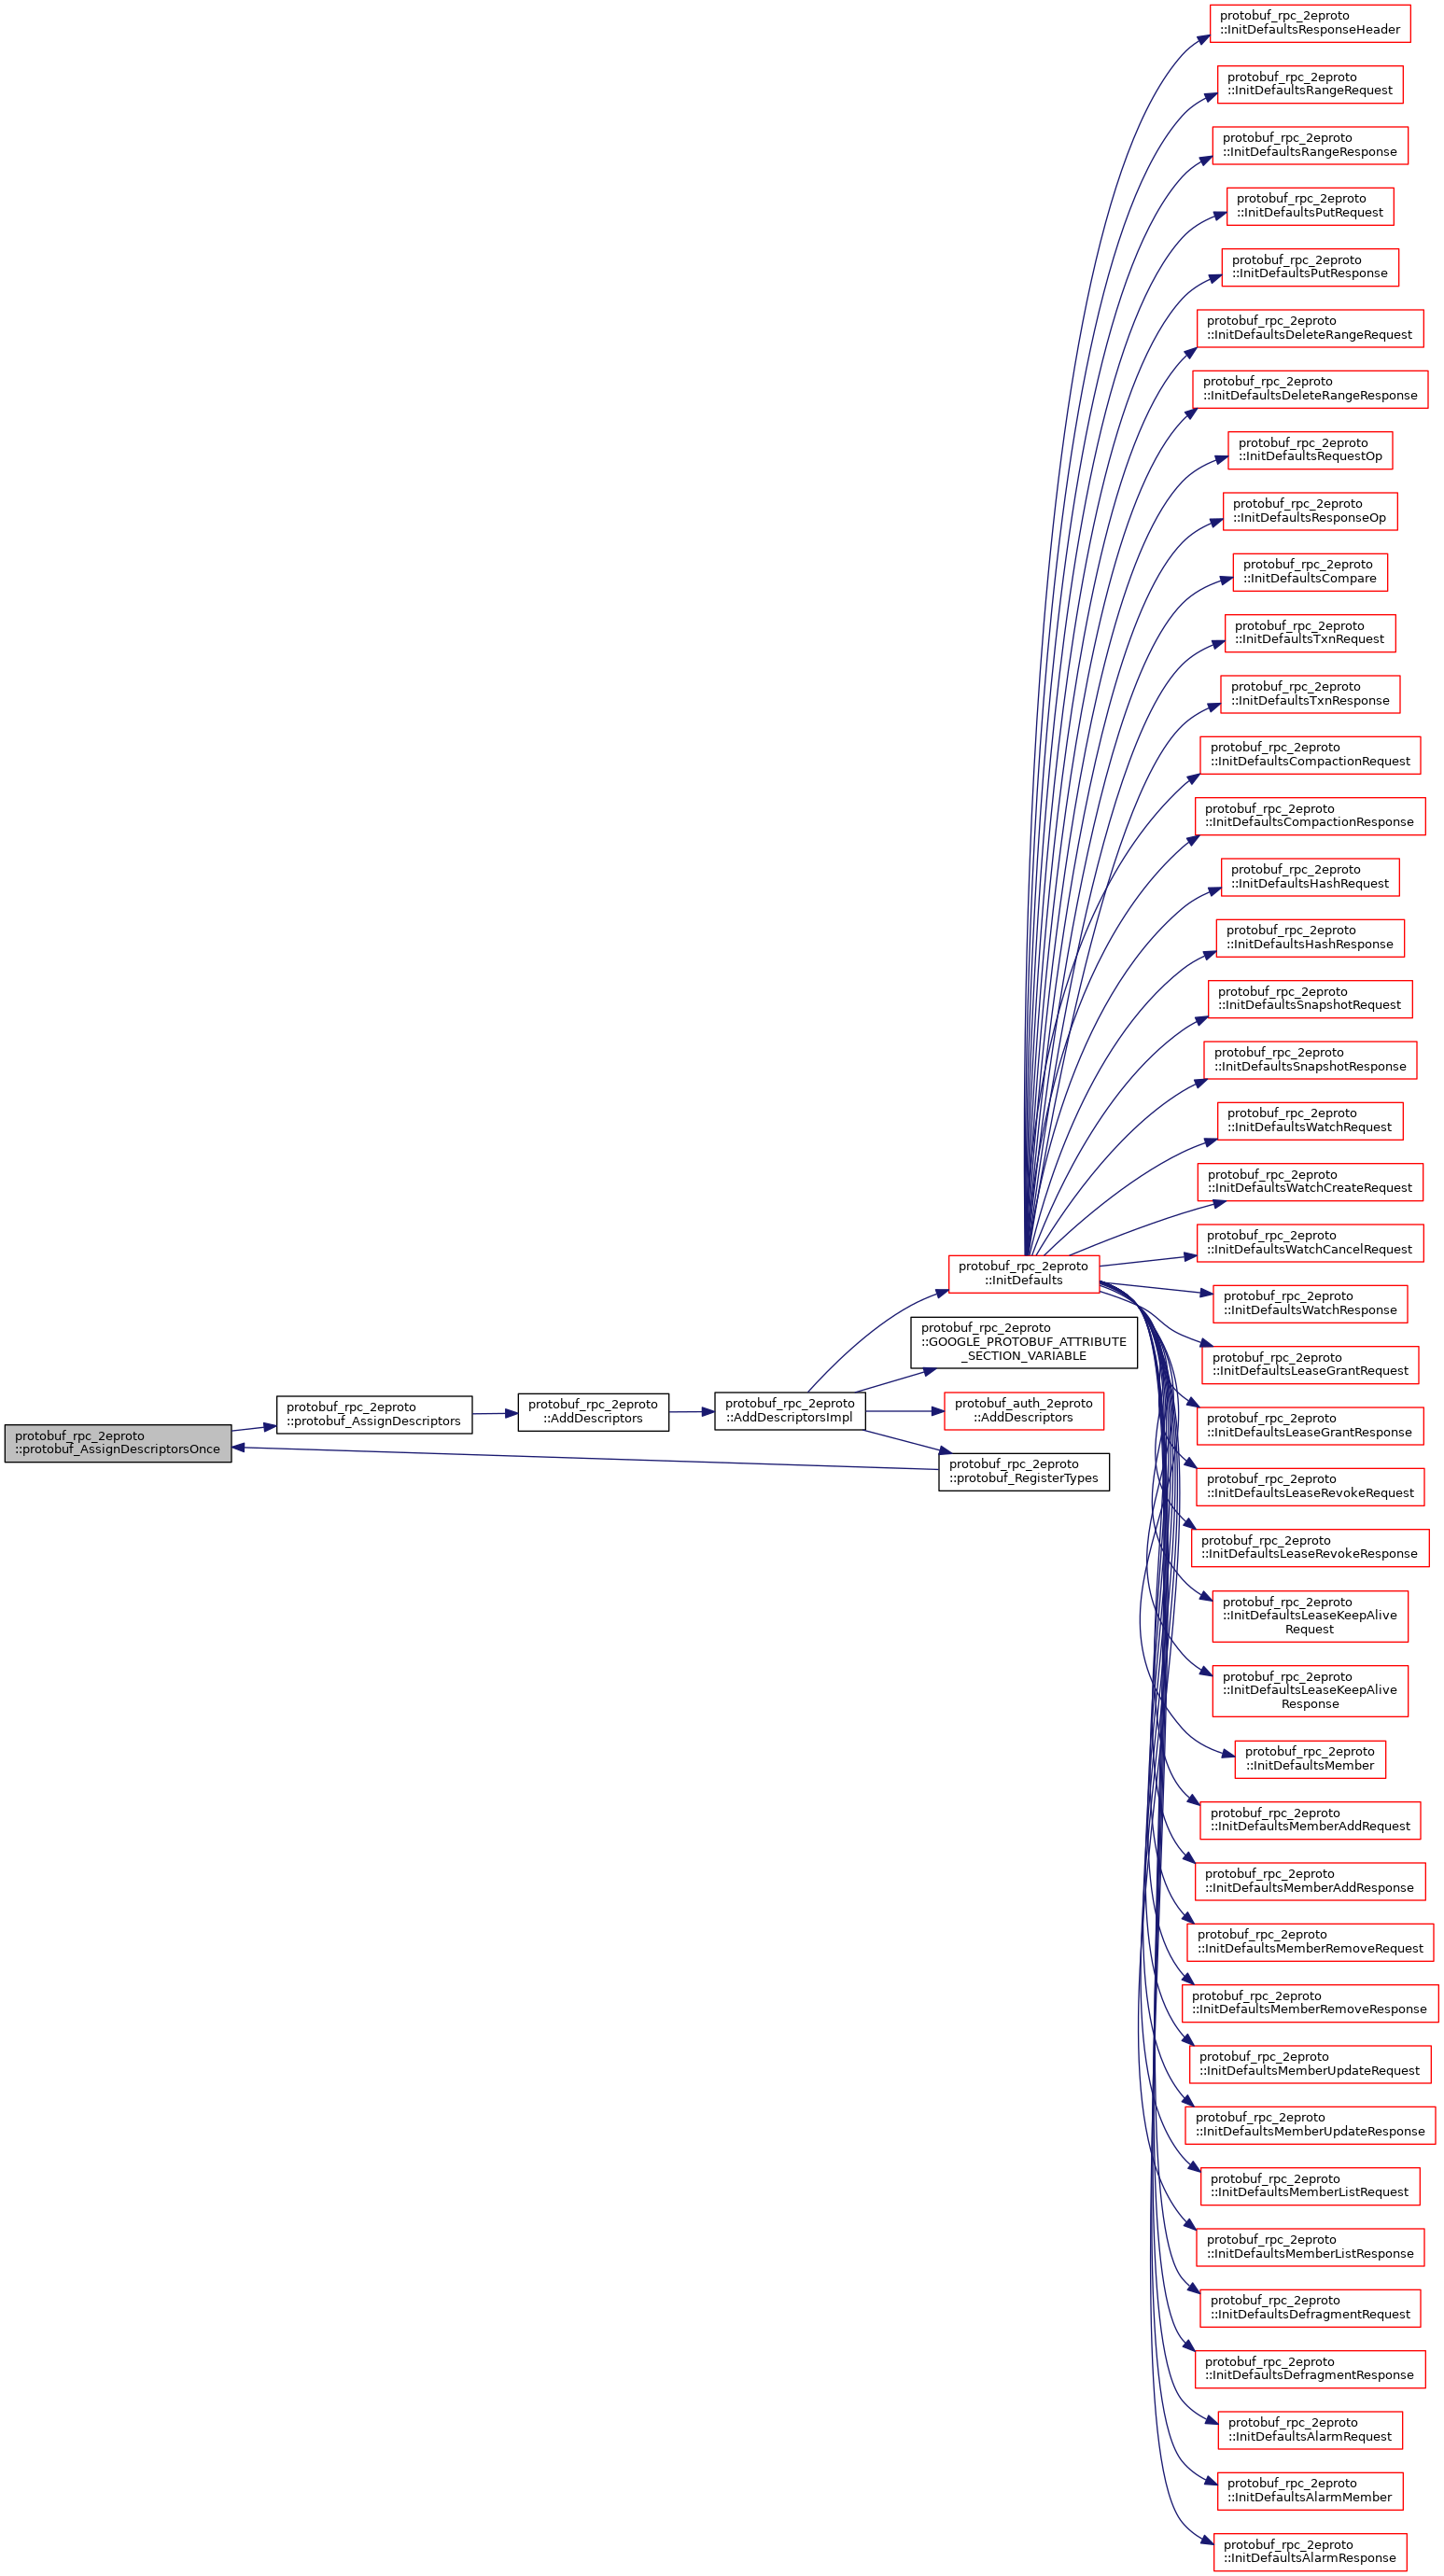 protobuf_rpc_2eproto
::InitDefaultsResponseHeader
protobuf_rpc_2eproto
::InitDefaultsRangeRequest
protobuf_rpc_2eproto
::InitDefaultsRangeResponse
protobuf_rpc_2eproto
::InitDefaultsPutRequest
protobuf_rpc_2eproto
::InitDefaultsPutResponse
protobuf_rpc_2eproto
::InitDefaultsDeleteRangeRequest
protobuf_rpc_2eproto
::InitDefaultsDeleteRangeResponse
protobuf_rpc_2eproto
::InitDefaultsRequestOp
protobuf_rpc_2eproto
::InitDefaultsResponseOp
protobuf_rpc_2eproto
::InitDefaultsCompare
protobuf_rpc_2eproto
::InitDefaultsTxnRequest
protobuf_rpc_2eproto
::InitDefaultsTxnResponse
protobuf_rpc_2eproto
::InitDefaultsCompactionRequest
protobuf_rpc_2eproto
::InitDefaultsCompactionResponse
protobuf_rpc_2eproto
::InitDefaultsHashRequest
protobuf_rpc_2eproto
::InitDefaultsHashResponse
protobuf_rpc_2eproto
::InitDefaultsSnapshotRequest
protobuf_rpc_2eproto
::InitDefaultsSnapshotResponse
protobuf_rpc_2eproto
::InitDefaultsWatchRequest
protobuf_rpc_2eproto
::InitDefaultsWatchCreateRequest
protobuf_rpc_2eproto
::InitDefaultsWatchCancelRequest
protobuf_rpc_2eproto
::InitDefaults
protobuf_rpc_2eproto
::InitDefaultsWatchResponse
protobuf_rpc_2eproto
::GOOGLE_PROTOBUF_ATTRIBUTE
_SECTION_VARIABLE
protobuf_rpc_2eproto
::InitDefaultsLeaseGrantRequest
protobuf_rpc_2eproto
::protobuf_AssignDescriptorsOnce
protobuf_rpc_2eproto
::protobuf_AssignDescriptors
protobuf_rpc_2eproto
::AddDescriptors
protobuf_rpc_2eproto
::AddDescriptorsImpl
protobuf_auth_2eproto
::AddDescriptors
protobuf_rpc_2eproto
::InitDefaultsLeaseGrantResponse
protobuf_rpc_2eproto
::protobuf_RegisterTypes
protobuf_rpc_2eproto
::InitDefaultsLeaseRevokeRequest
protobuf_rpc_2eproto
::InitDefaultsLeaseRevokeResponse
protobuf_rpc_2eproto
::InitDefaultsLeaseKeepAlive
Request
protobuf_rpc_2eproto
::InitDefaultsLeaseKeepAlive
Response
protobuf_rpc_2eproto
::InitDefaultsMember
protobuf_rpc_2eproto
::InitDefaultsMemberAddRequest
protobuf_rpc_2eproto
::InitDefaultsMemberAddResponse
protobuf_rpc_2eproto
::InitDefaultsMemberRemoveRequest
protobuf_rpc_2eproto
::InitDefaultsMemberRemoveResponse
protobuf_rpc_2eproto
::InitDefaultsMemberUpdateRequest
protobuf_rpc_2eproto
::InitDefaultsMemberUpdateResponse
protobuf_rpc_2eproto
::InitDefaultsMemberListRequest
protobuf_rpc_2eproto
::InitDefaultsMemberListResponse
protobuf_rpc_2eproto
::InitDefaultsDefragmentRequest
protobuf_rpc_2eproto
::InitDefaultsDefragmentResponse
protobuf_rpc_2eproto
::InitDefaultsAlarmRequest
protobuf_rpc_2eproto
::InitDefaultsAlarmMember
protobuf_rpc_2eproto
::InitDefaultsAlarmResponse